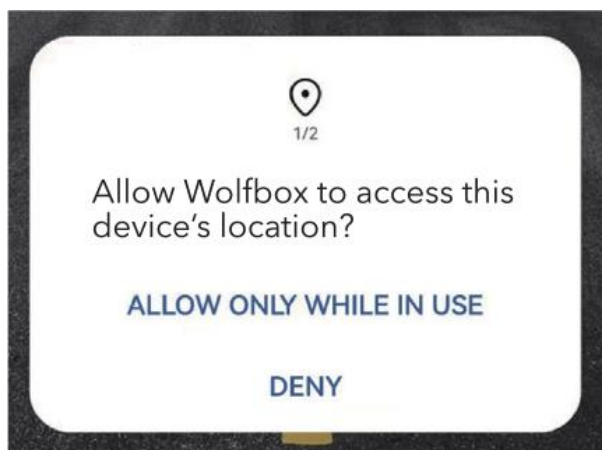 1/2
Allow Wolfbox to access this
device’s location?
ALLOW ONLY WHILE IN USE
DENY